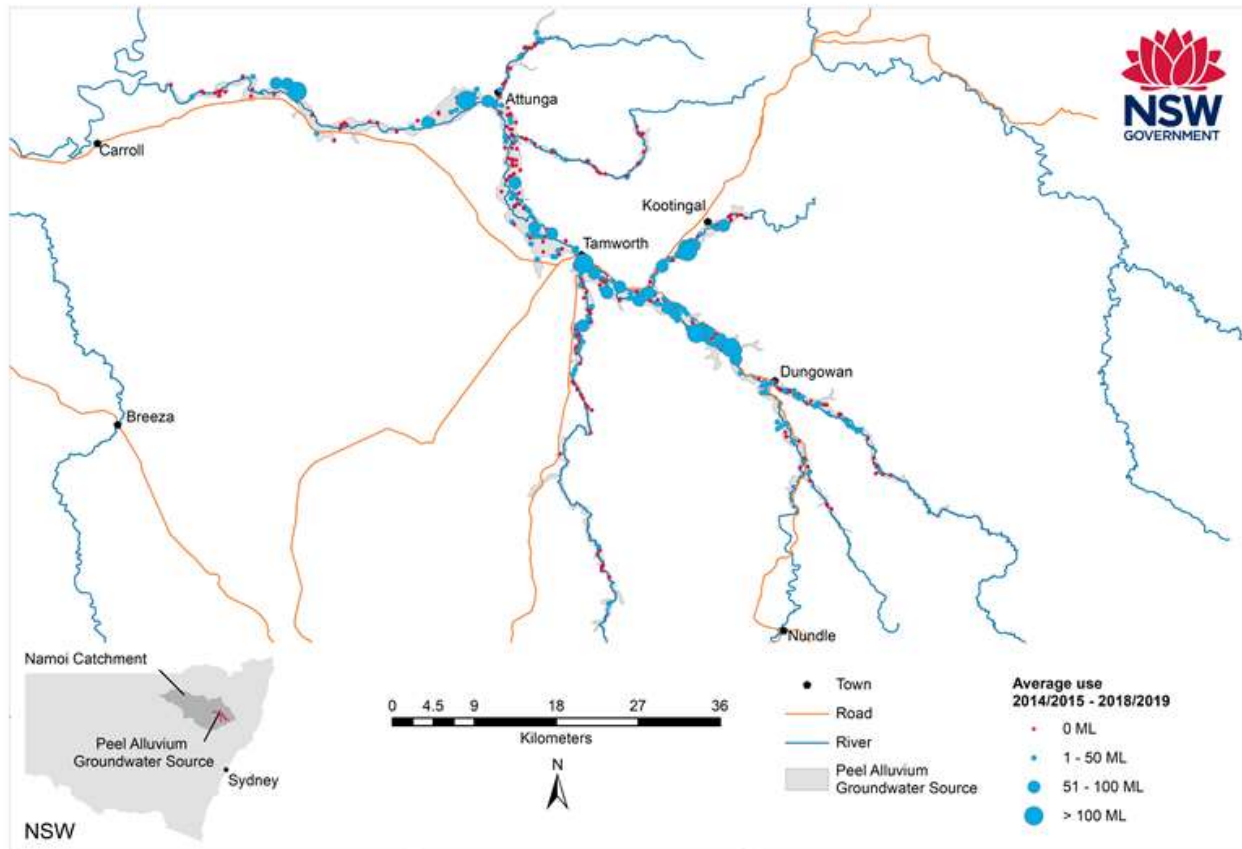 NSW
GOVERNMENT
Attunga
Carroll
Kootingal
Tamworth
Dungowan
Breeza
Nundle
Namoi Catchment
Peel Alluvium
Groundwater Source
Sydney
NSW
0 4.5 9 18 27 36
Kilometers
N
Town
Road
River
Peel Alluvium
Groundwater Source
Average use
2014/2015 - 2018/2019
0 ML
1 - 50 ML
51 - 100 ML
> 100 ML